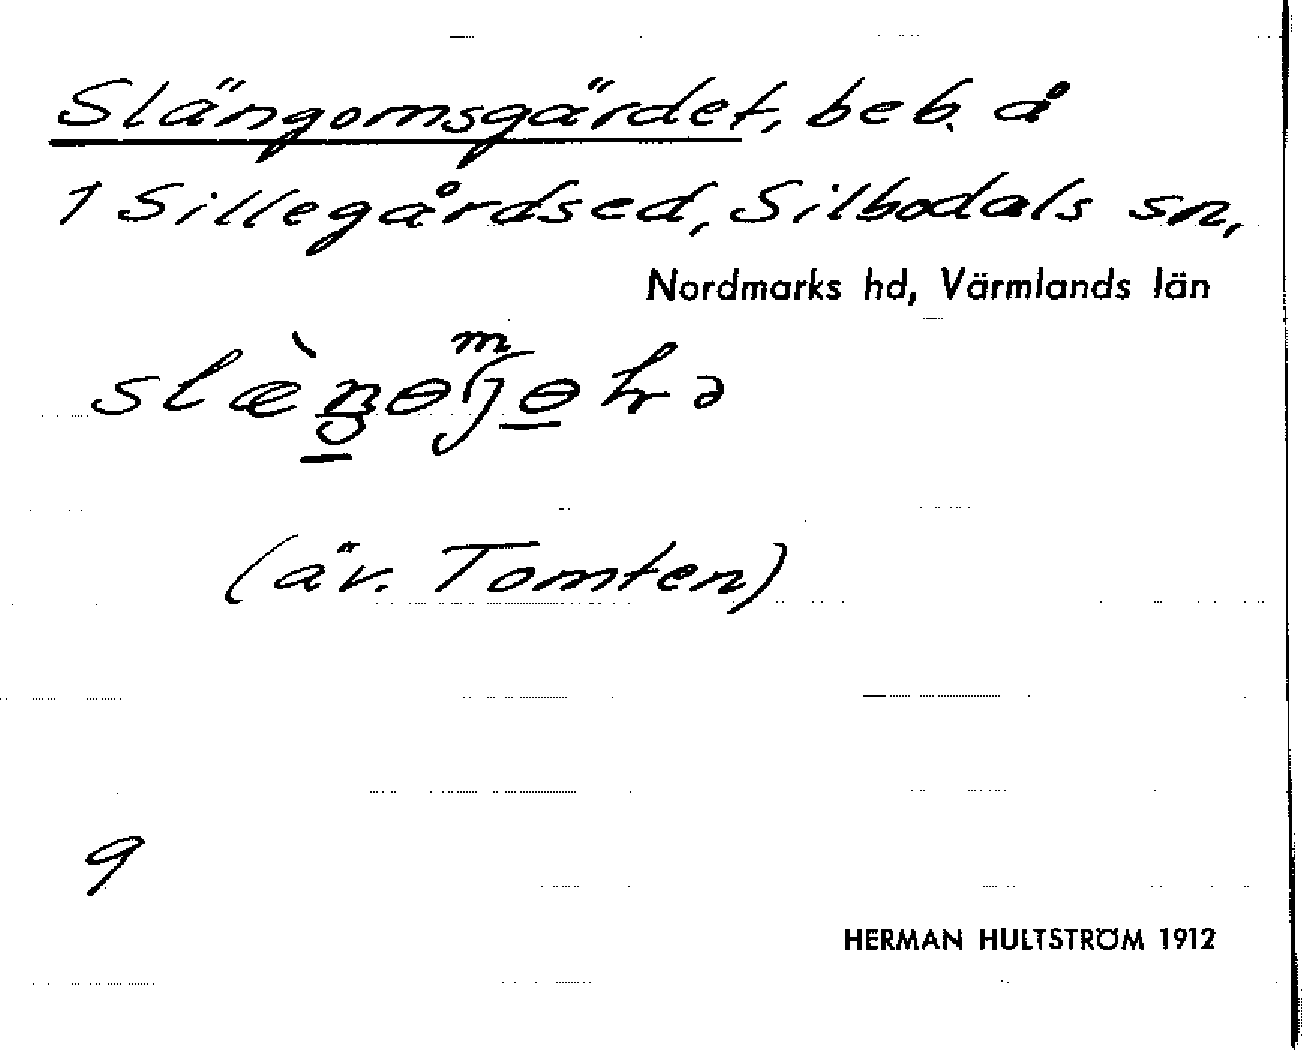 Slängomsgärdet, beb. å
1 Sillegårdsed, Silbodals sn,
Nordmarks hd, Värmlands län
(äv. Tomten)
9
HERMAN HULTSTRÖM 1912